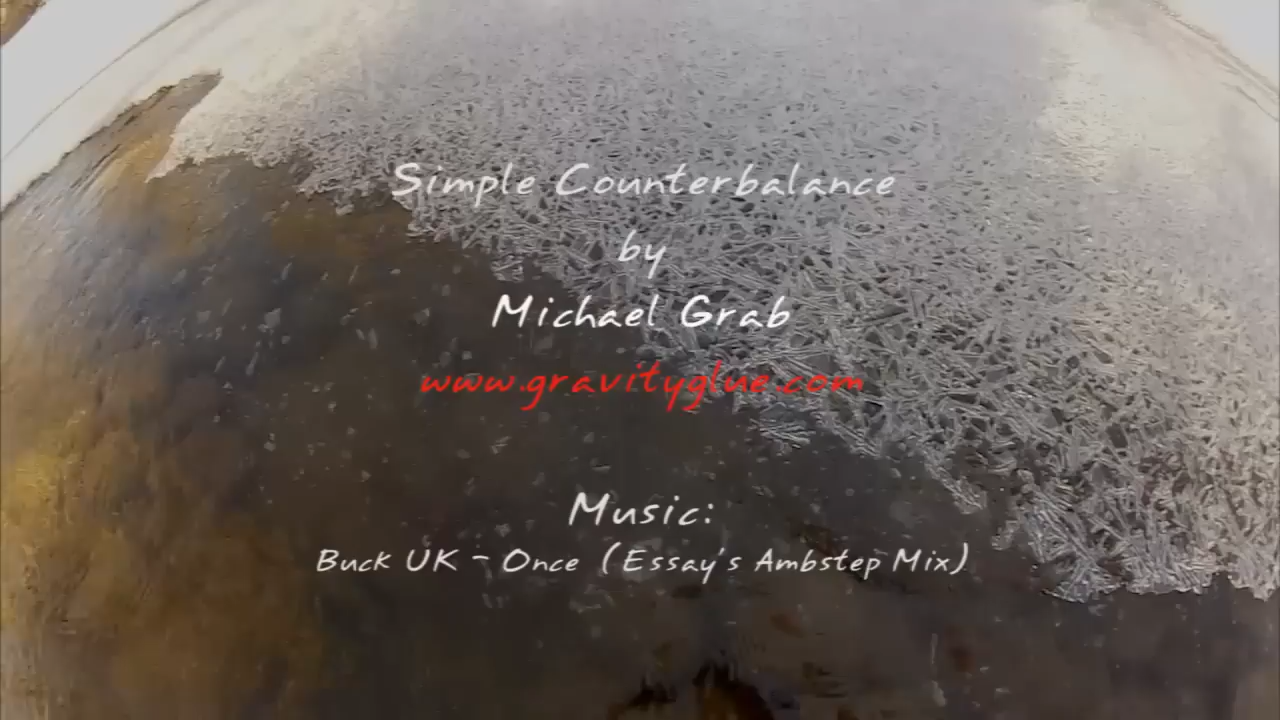 Simple Counterbalance
by
Michael Grab
www.gravityglue.com
Music:
Buck UK - Once (Essay's Ambstep Mix)